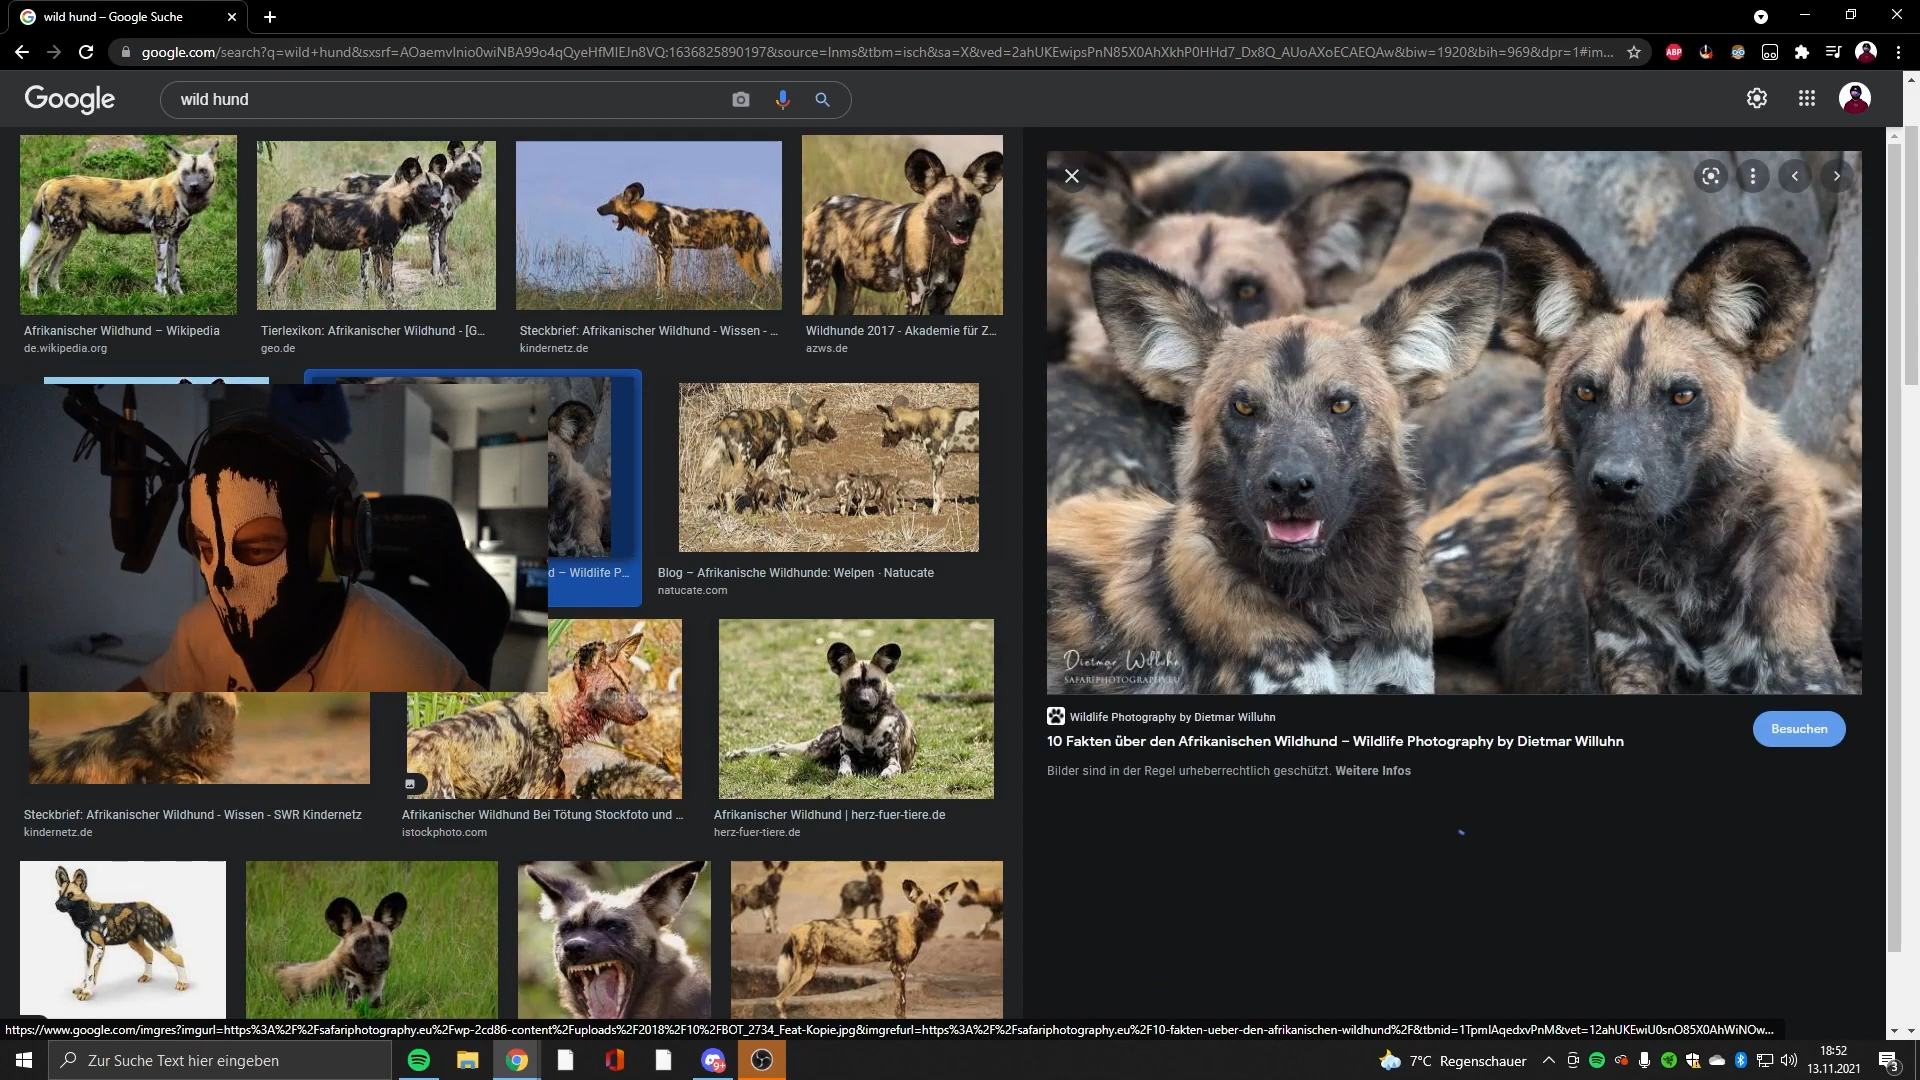 wild hund – Google Suche
google.com/search?q=wild+hund&sxsrf=AOaemvInio0wiNBA99o4qQyeHfMIEJn8VQ:1636825890197&source=lnms&tbm=isch&sa=X&ved=2ahUKEwipsPnN85X0AhXkhP0HHd7_Dx8Q_AUoAXoECAEQAw&biw=1920&bih=969&dpr=1#im...
ABP
Google
wild hund
Afrikanischer Wildhund – Wikipedia
de.wikipedia.org
Tierlexikon: Afrikanischer Wildhund - [G...
geo.de
Steckbrief: Afrikanischer Wildhund - Wissen - ...
kindernetz.de
Wildhunde 2017 - Akademie für Z...
azws.de
d – Wildlife P...
Blog – Afrikanische Wildhunde: Welpen · Natucate
natucate.com
Steckbrief: Afrikanischer Wildhund - Wissen - SWR Kindernetz
kindernetz.de
Afrikanischer Wildhund Bei Tötung Stockfoto und ...
istockphoto.com
Afrikanischer Wildhund | herz-fuer-tiere.de
herz-fuer-tiere.de
Dietmar Willuhn
SAFARIPHOTOGRAPHY.EU
Wildlife Photography by Dietmar Willuhn
10 Fakten über den Afrikanischen Wildhund – Wildlife Photography by Dietmar Willuhn
Besuchen
Bilder sind in der Regel urheberrechtlich geschützt. Weitere Infos
https://www.google.com/imgres?imgurl=https%3A%2F%2Fsafariphotography.eu%2Fwp-2cd86-content%2Fuploads%2F2018%2F10%2FBOT_2734_Feat-Kopie.jpg&imgrefurl=https%3A%2F%2Fsafariphotography.eu%2F10-fakten-ueber-den-afrikanischen-wildhund%2F&tbnid=1TpmIAqedxvPnM&vet=12ahUKEwiU0snO85X0AhWiNOw...
Zur Suche Text hier eingeben
9+
7°C Regenschauer
18:52
13.11.2021
3